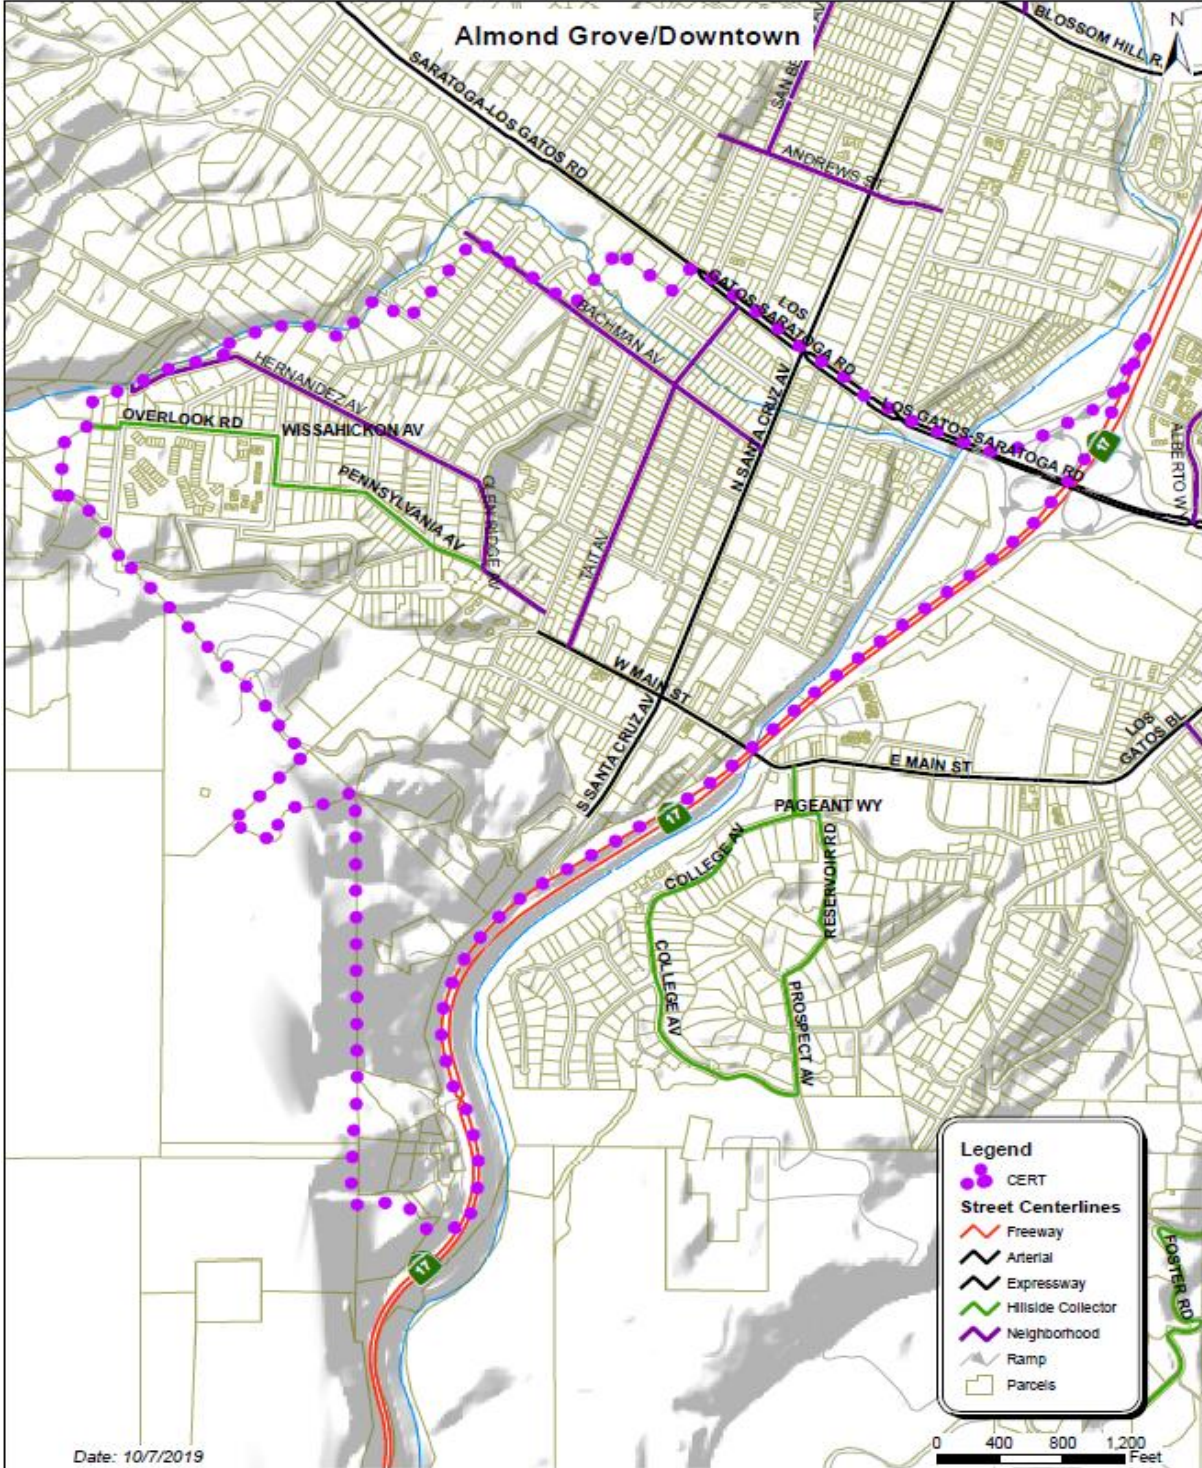 Almond Grove/Downtown
N
BLOSSOM HILL R
SARATOGA-LOS GATOS RD
AV
ANDREWS ST
LOS
GATOS-SARATOGA RD
BACHMAN AV
HERNANDEZ AV
OVERLOOK RD
WISSAHICKON AV
N SANTA CRUZ AV
LOS GATOS-SARATOGA RD
17
ALBERTO W
PENNSYLVANIA AV
GLEN RIDGE AV
TAIT AV
W MAIN ST
S SANTA CRUZ AV
LOS
GATOS BL
E MAIN ST
17
PAGEANT WY
COLLEGE AV
RESERVOIR RD
COLLEGE AV
PROSPECT AV
17
FOSTER RD
Legend
CERT
Street Centerlines
Freeway
Arterial
Expressway
Hillside Collector
Neighborhood
Ramp
Parcels
0 400 800 1,200
Feet
Date: 10/7/2019